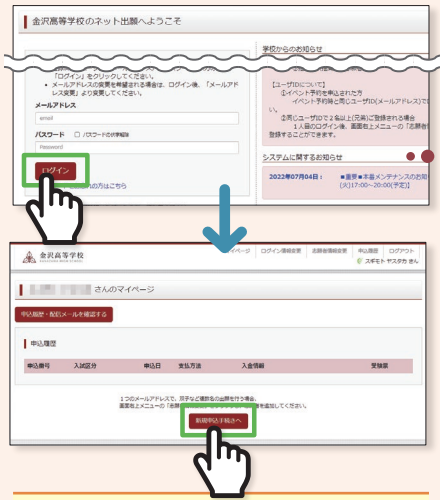 金沢高等学校のネット出願へようこそ
学校からのお知らせ
「ログイン」をクリックしてください。
• メールアドレスの変更を希望される場合は、ログイン後、「メールアドレス変更」より変更してください。
メールアドレス
email
パスワード □ パスワードの伏字解除
Password
ログイン
の方はこちら
【ユーザIDについて】
①イベント予約を申込された方
イベント予約時と同じユーザID(メールアドレス)で
い。
②同じユーザIDで2名以上(兄弟)ご登録される場合
1人目のログイン後、画面右上メニューの「志願者
登録することができます。
システムに関するお知らせ
2022年07月04日： ■重要■本番メンテナンスのお知
(火)17:00~20:00(予定)】
金沢高等学校
マイページ ログイン情報変更 志願者情報変更 申込履歴 ログアウト
スギモト ヤスタカ さん
さんのマイページ
申込履歴・配信メールを確認する
申込履歴
申込番号 入試区分 申込日 支払方法 入金情報 受験票
1つのメールアドレスで、双子など複数名の出願を行う場合、
画面右上メニューの「志願 を追加してください。
新規申込手続きへ